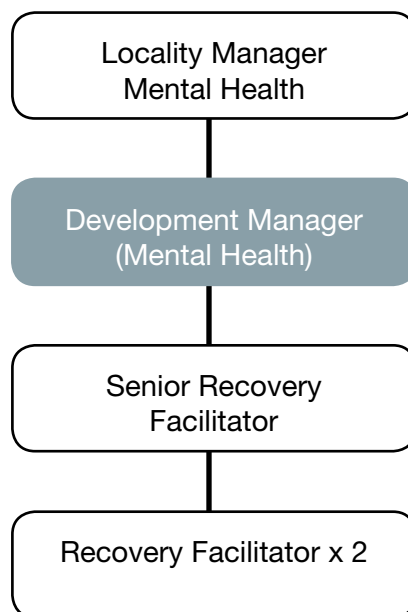 Locality Manager
Mental Health
Development Manager
(Mental Health)
Senior Recovery
Facilitator
Recovery Facilitator x 2